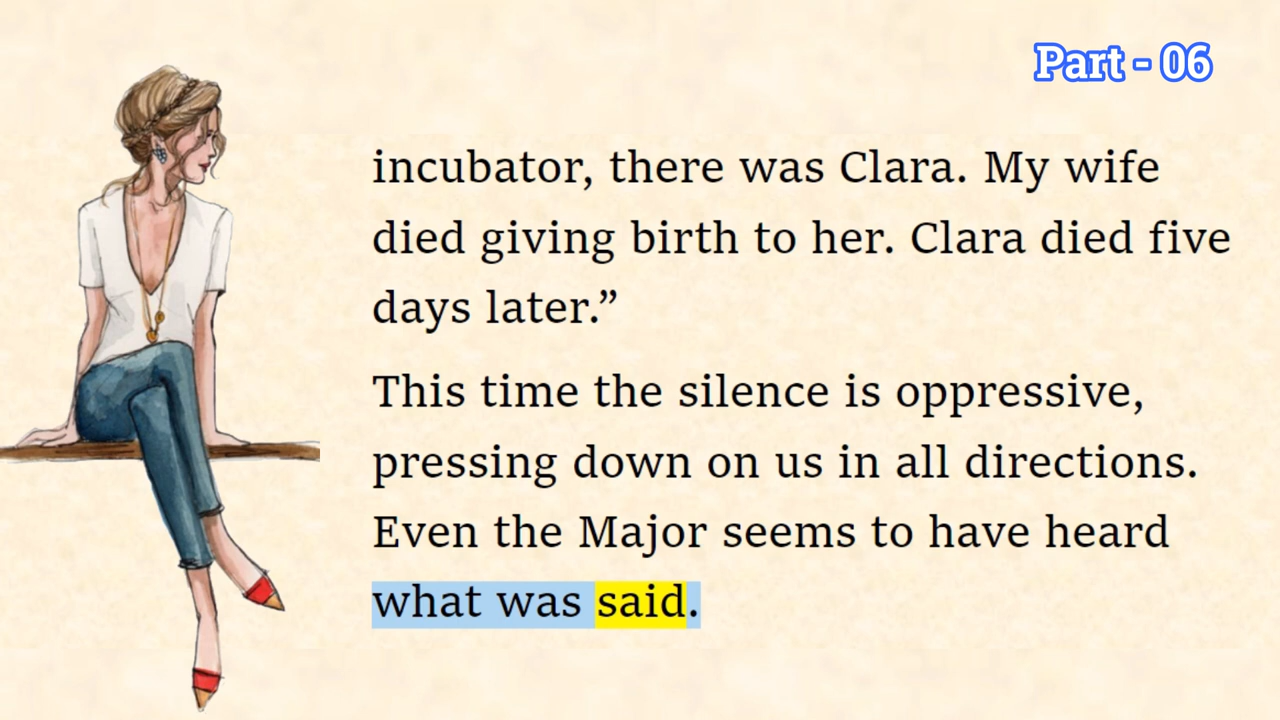 Part - 06
incubator, there was Clara. My wife
died giving birth to her. Clara died five
days later.”
This time the silence is oppressive,
pressing down on us in all directions.
Even the Major seems to have heard
what was said.